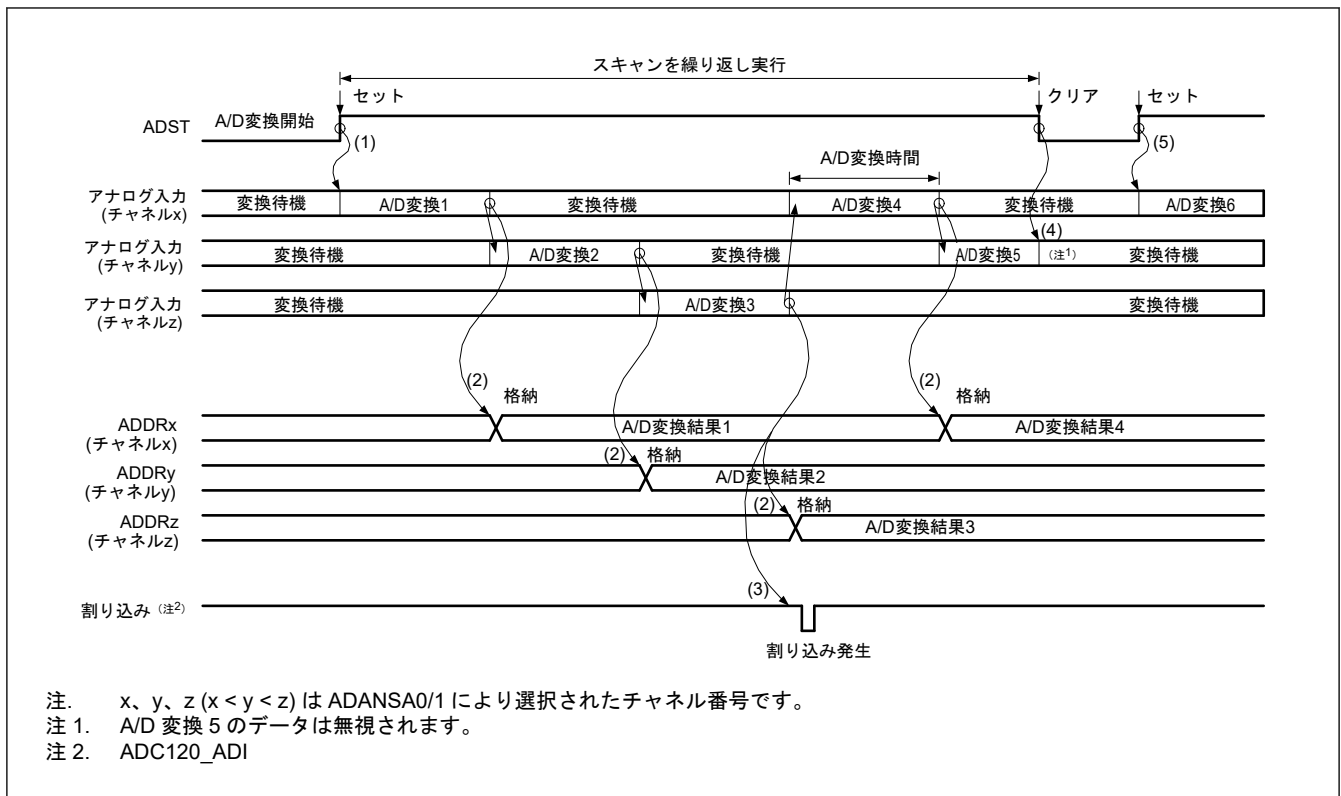 スキャンを繰り返し実行
セット
クリア
セット
ADST
A/D変換開始
(1)
(5)
A/D変換時間
アナログ入力
(チャネルx)
変換待機
A/D変換1
変換待機
A/D変換4
変換待機
A/D変換6
アナログ入力
(チャネルy)
変換待機
A/D変換2
変換待機
A/D変換5
(4)
(注1)
変換待機
アナログ入力
(チャネルz)
変換待機
A/D変換3
変換待機
ADDRx
(チャネルx)
(2)
格納
A/D変換結果1
(2)
格納
A/D変換結果4
ADDRy
(チャネルy)
(2)
格納
A/D変換結果2
ADDRz
(チャネルz)
(2)
格納
A/D変換結果3
割り込み (注2)
(3)
割り込み発生
注. x、y、z (x < y < z) は ADANSA0/1 により選択されたチャネル番号です。
注 1. A/D 変換 5 のデータは無視されます。
注 2. ADC120_ADI